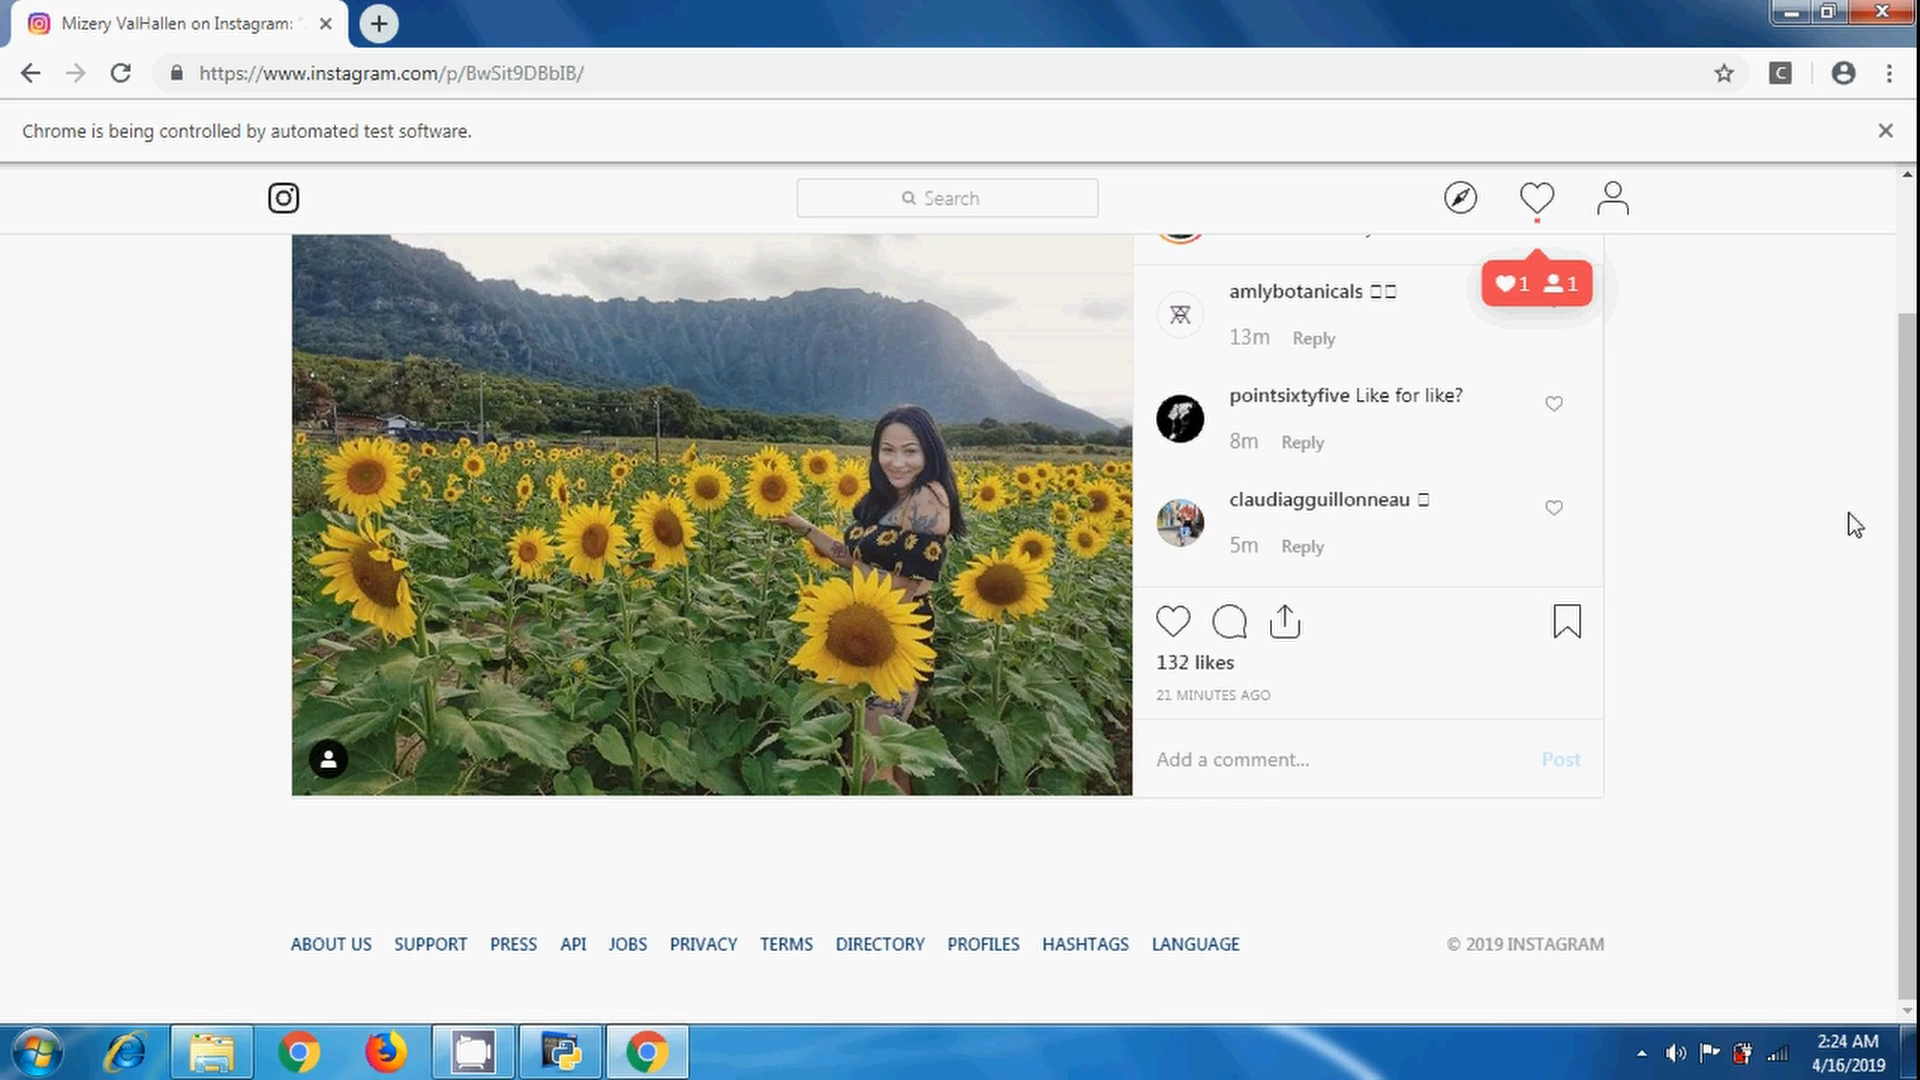 Mizery ValHallen on Instagram: "
https://www.instagram.com/p/BwSit9DBbIB/
C
Chrome is being controlled by automated test software.
Search
1 1
amlybotanicals
13m Reply
pointsixtyfive Like for like?
8m Reply
claudiagguillonneau
5m Reply
132 likes
21 MINUTES AGO
Add a comment... Post
ABOUT US SUPPORT PRESS API JOBS PRIVACY TERMS DIRECTORY PROFILES HASHTAGS LANGUAGE © 2019 INSTAGRAM
2:24 AM
4/16/2019